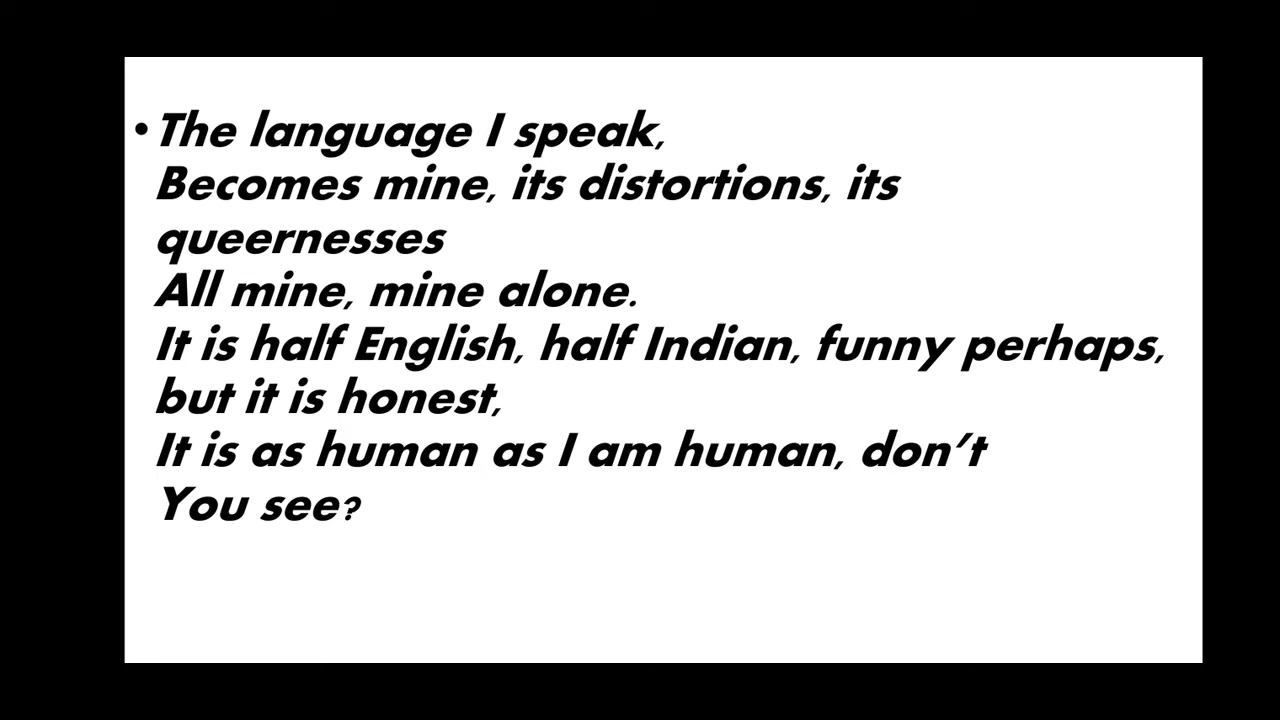 • The language I speak,
Becomes mine, its distortions, its
queernesses
All mine, mine alone.
It is half English, half Indian, funny perhaps,
but it is honest,
It is as human as I am human, don’t
You see?